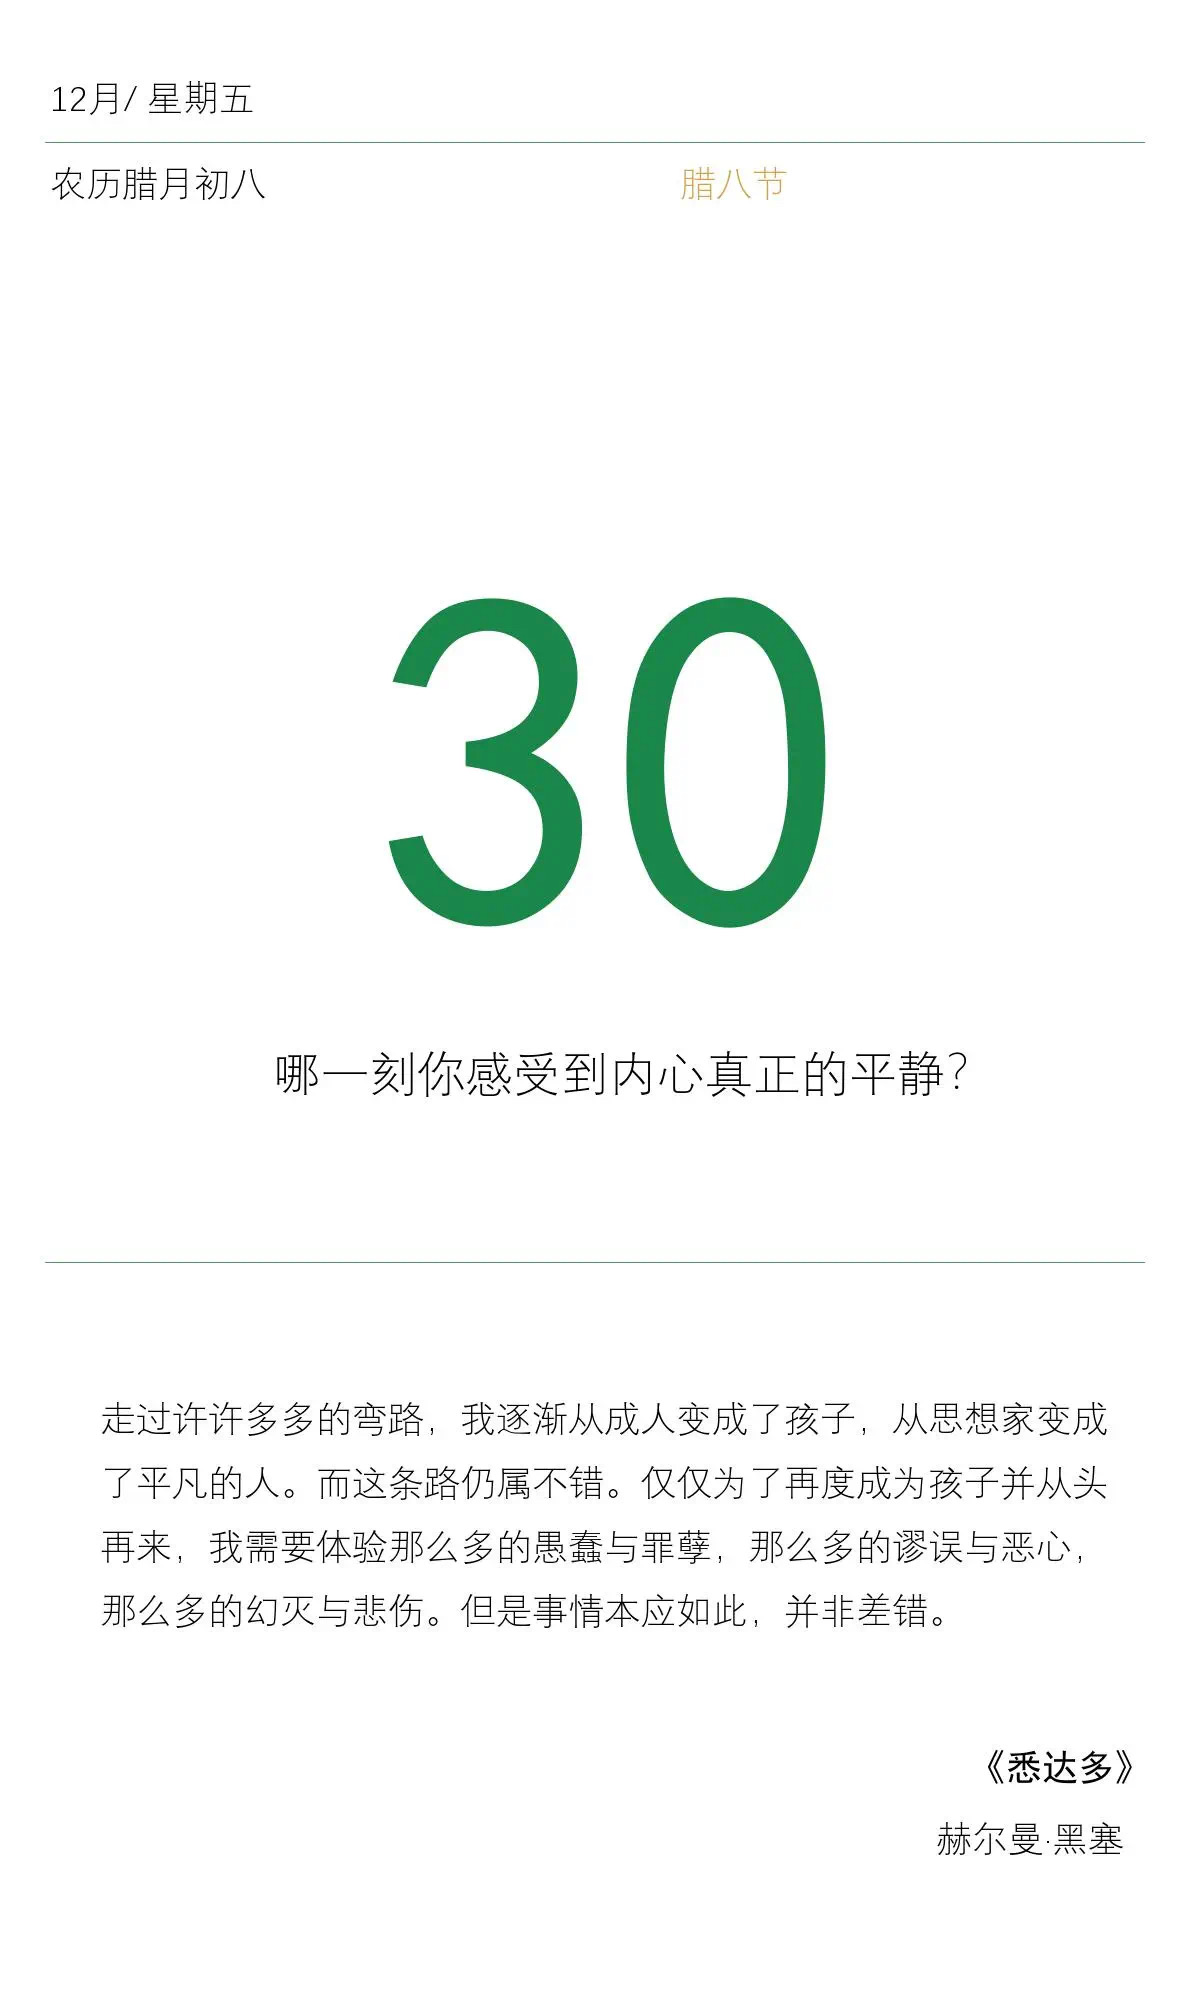 12月/ 星期五
农历腊月初八
腊八节
30
哪一刻你感受到内心真正的平静？
走过许许多多的弯路，我逐渐从成人变成了孩子，从思想家变成
了平凡的人。而这条路仍属不错。仅仅为了再度成为孩子并从头
再来，我需要体验那么多的愚蠢与罪孽，那么多的谬误与恶心，
那么多的幻灭与悲伤。但是事情本应如此，并非差错。
《悉达多》
赫尔曼·黑塞